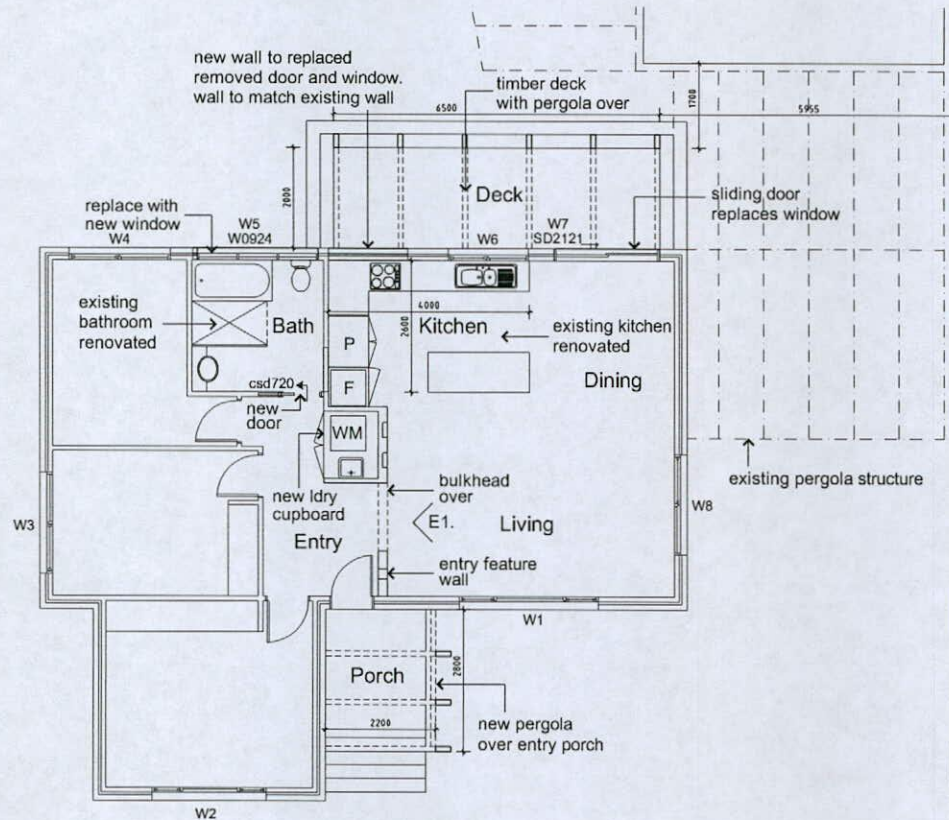 new wall to replaced
removed door and window.
wall to match existing wall
timber deck
with pergola over
6500
1700
5955
2000
Deck
sliding door
replaces window
replace with
new window
W4
W5
W0924
W6
W7
SD2121
existing
bathroom
renovated
Bath
4000
2600
Kitchen
existing kitchen
renovated
P
Dining
csd720
F
new
door
WM
existing pergola structure
bulkhead
over
new ldry
cupboard
W3
E1.
Living
W8
Entry
entry feature
wall
W1
Porch
2800
2200
new pergola
over entry porch
W2